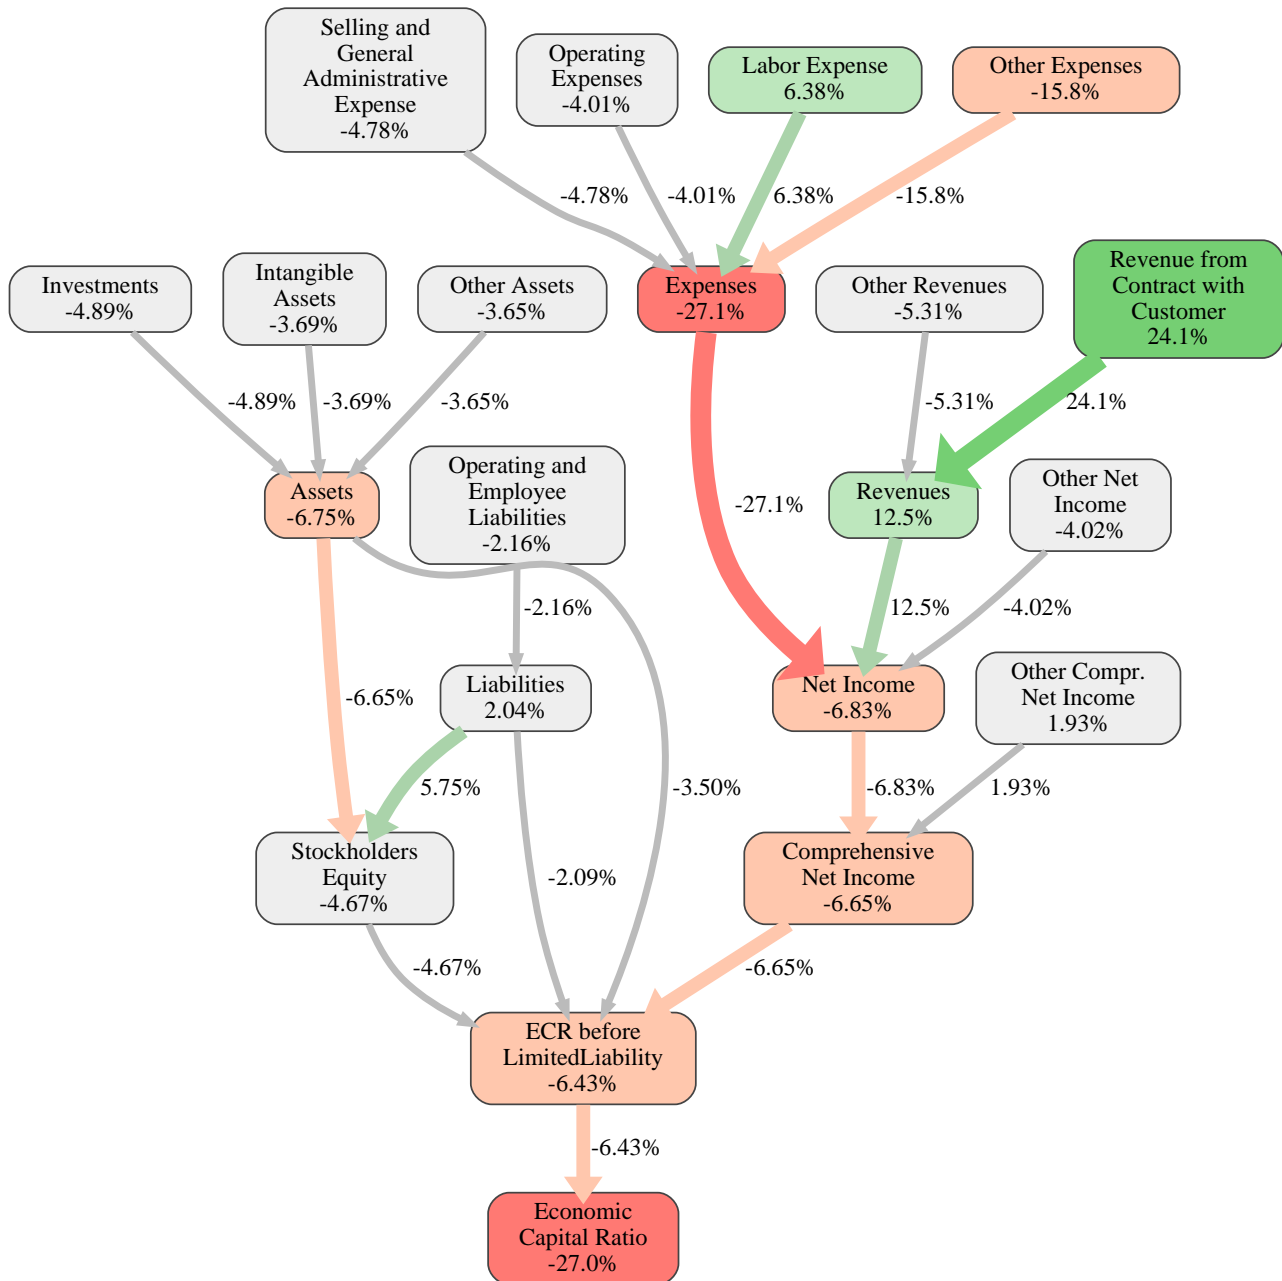 Selling and
General
Administrative
Expense
-4.78%
Operating
Expenses
-4.01%
Labor Expense
6.38%
Other Expenses
-15.8%
-4.78%
-4.01%
6.38%
-15.8%
Investments
-4.89%
Intangible
Assets
-3.69%
Other Assets
-3.65%
Expenses
-27.1%
Other Revenues
-5.31%
Revenue from
Contract with
Customer
24.1%
-4.89%
-3.69%
-3.65%
-5.31%
24.1%
Assets
-6.75%
Operating and
Employee
Liabilities
-2.16%
-27.1%
Revenues
12.5%
Other Net
Income
-4.02%
-2.16%
12.5%
-4.02%
-6.65%
Liabilities
2.04%
Net Income
-6.83%
Other Compr.
Net Income
1.93%
5.75%
-3.50%
-6.83%
1.93%
Stockholders
Equity
-4.67%
-2.09%
Comprehensive
Net Income
-6.65%
-4.67%
-6.65%
ECR before
LimitedLiability
-6.43%
-6.43%
Economic
Capital Ratio
-27.0%